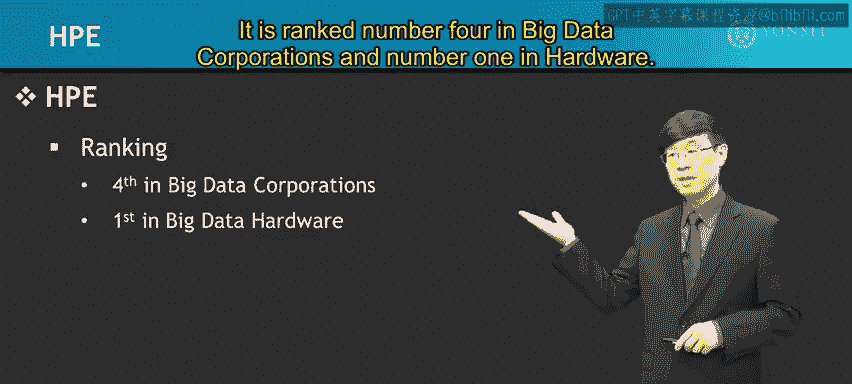 HPE
It is ranked number four in Big Data
Corporations and number one in Hardware.
GPT中英字幕课程资源@bilibili.com
YONSEI
❖ HPE
▪ Ranking
• 4th in Big Data Corporations
• 1st in Big Data Hardware